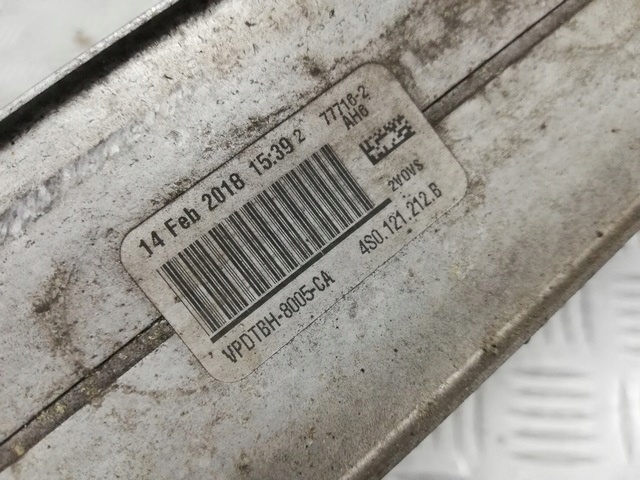 14 Feb 2018 15:39 2
77716-2
AH6
2V0VS
VPDTBH-8005-CA
4S0.121.212.B